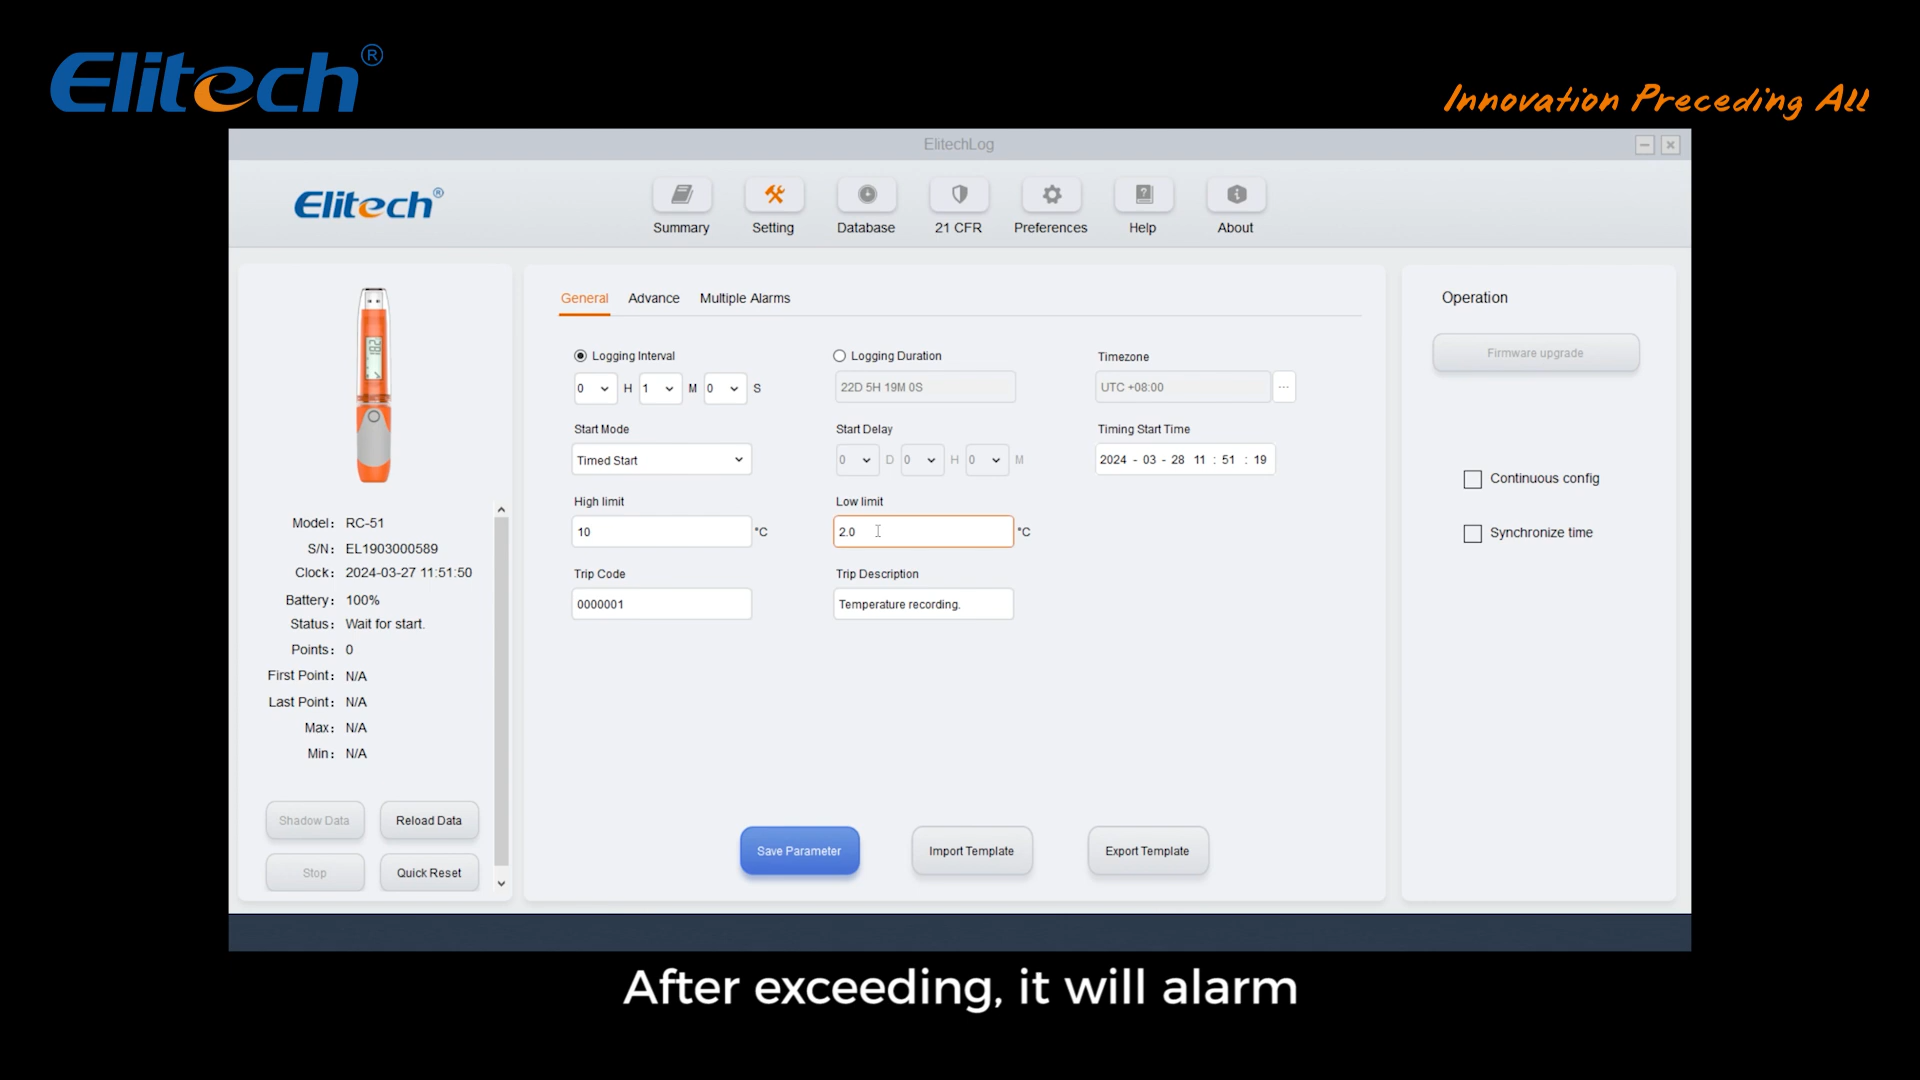 Elitech®
Innovation Preceding All
ElitechLog
Elitech®
Summary
Setting
Database
21 CFR
Preferences
Help
About
Model: RC-51
S/N: EL1903000589
Clock: 2024-03-27 11:51:50
Battery: 100%
Status: Wait for start.
Points: 0
First Point: N/A
Last Point: N/A
Max: N/A
Min: N/A
Shadow Data
Reload Data
Stop
Quick Reset
General Advance Multiple Alarms
Logging Interval
0 H 1 M 0 S
Logging Duration
22D 5H 19M 0S
Timezone
UTC +08:00 ...
Start Mode
Timed Start
Start Delay
0 D 0 H 0 M
Timing Start Time
2024 - 03 - 28 11 : 51 : 19
High limit
10 °C
Low limit
2.0 °C
Trip Code
0000001
Trip Description
Temperature recording.
Save Parameter
Import Template
Export Template
Operation
Firmware upgrade
Continuous config
Synchronize time
After exceeding, it will alarm